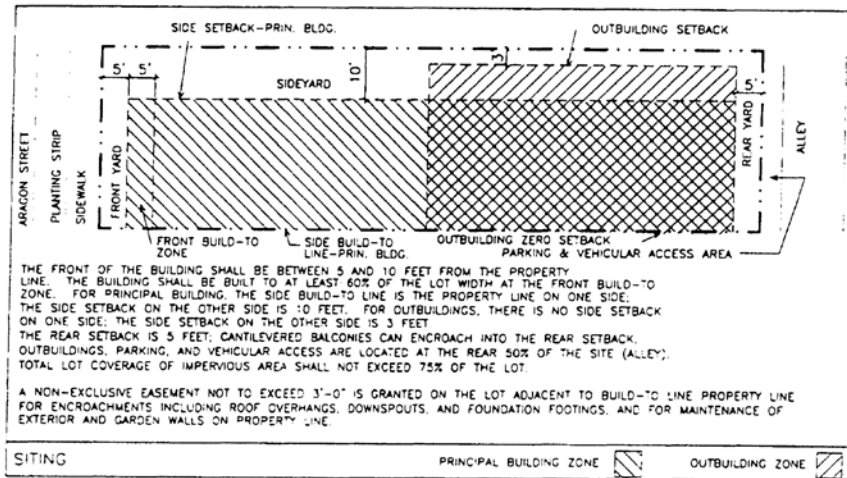 SIDE SETBACK-PRIN. BLDG.
OUTBUILDING SETBACK
5'
5'
SIDEYARD
10'
3'
5'
ARAGON STREET
PLANTING STRIP
SIDEWALK
FRONT YARD
REAR YARD
ALLEY
FRONT BUILD-TO
ZONE
SIDE BUILD-TO
LINE-PRIN. BLDG.
OUTBUILDING ZERO SETBACK
PARKING & VEHICULAR ACCESS AREA
THE FRONT OF THE BUILDING SHALL BE BETWEEN 5 AND 10 FEET FROM THE PROPERTY
LINE. THE BUILDING SHALL BE BUILT TO AT LEAST 60% OF THE LOT WIDTH AT THE FRONT BUILD-TO
ZONE. FOR PRINCIPAL BUILDING, THE SIDE BUILD-TO LINE IS THE PROPERTY LINE ON ONE SIDE;
THE SIDE SETBACK ON THE OTHER SIDE IS 10 FEET. FOR OUTBUILDINGS, THERE IS NO SIDE SETBACK
ON ONE SIDE; THE SIDE SETBACK ON THE OTHER SIDE IS 3 FEET
THE REAR SETBACK IS 5 FEET; CANTILEVERED BALCONIES CAN ENCROACH INTO THE REAR SETBACK.
OUTBUILDINGS, PARKING, AND VEHICULAR ACCESS ARE LOCATED AT THE REAR 50% OF THE SITE (ALLEY).
TOTAL LOT COVERAGE OF IMPERVIOUS AREA SHALL NOT EXCEED 75% OF THE LOT.
A NON-EXCLUSIVE EASEMENT NOT TO EXCEED 3'-0" IS GRANTED ON THE LOT ADJACENT TO BUILD-TO LINE PROPERTY LINE
FOR ENCROACHMENTS INCLUDING ROOF OVERHANGS, DOWNSPOUTS, AND FOUNDATION FOOTINGS, AND FOR MAINTENANCE OF
EXTERIOR AND GARDEN WALLS ON PROPERTY LINE.
SITING
PRINCIPAL BUILDING ZONE
OUTBUILDING ZONE